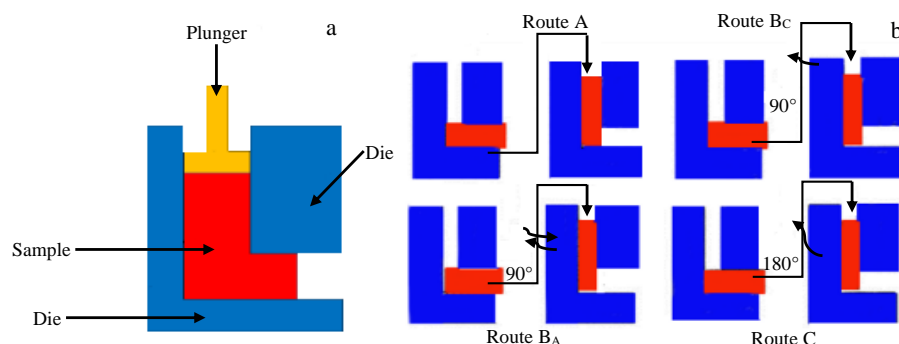 a
Plunger
Die
Sample
Die
b
Route A
Route BC
90°
90°
180°
Route BA
Route C